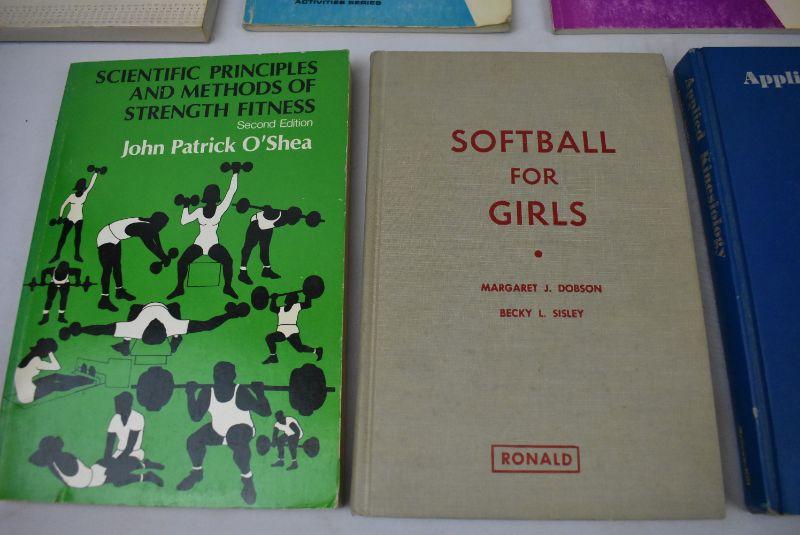 ACTIVITIES SERIES
SCIENTIFIC PRINCIPLES
AND METHODS OF
STRENGTH FITNESS
Second Edition
John Patrick O'Shea
SOFTBALL
FOR
GIRLS
MARGARET J. DOBSON
BECKY L. SISLEY
RONALD
Applied Kinesiology
Appli